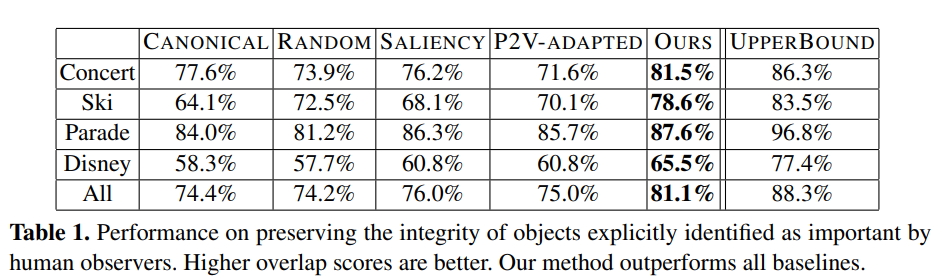 CANONICAL RANDOM SALIENCY P2V-ADAPTED OURS UPPERBOUND
Concert 77.6% 73.9% 76.2% 71.6% 81.5% 86.3%
Ski 64.1% 72.5% 68.1% 70.1% 78.6% 83.5%
Parade 84.0% 81.2% 86.3% 85.7% 87.6% 96.8%
Disney 58.3% 57.7% 60.8% 60.8% 65.5% 77.4%
All 74.4% 74.2% 76.0% 75.0% 81.1% 88.3%
Table 1. Performance on preserving the integrity of objects explicitly identified as important by
human observers. Higher overlap scores are better. Our method outperforms all baselines.